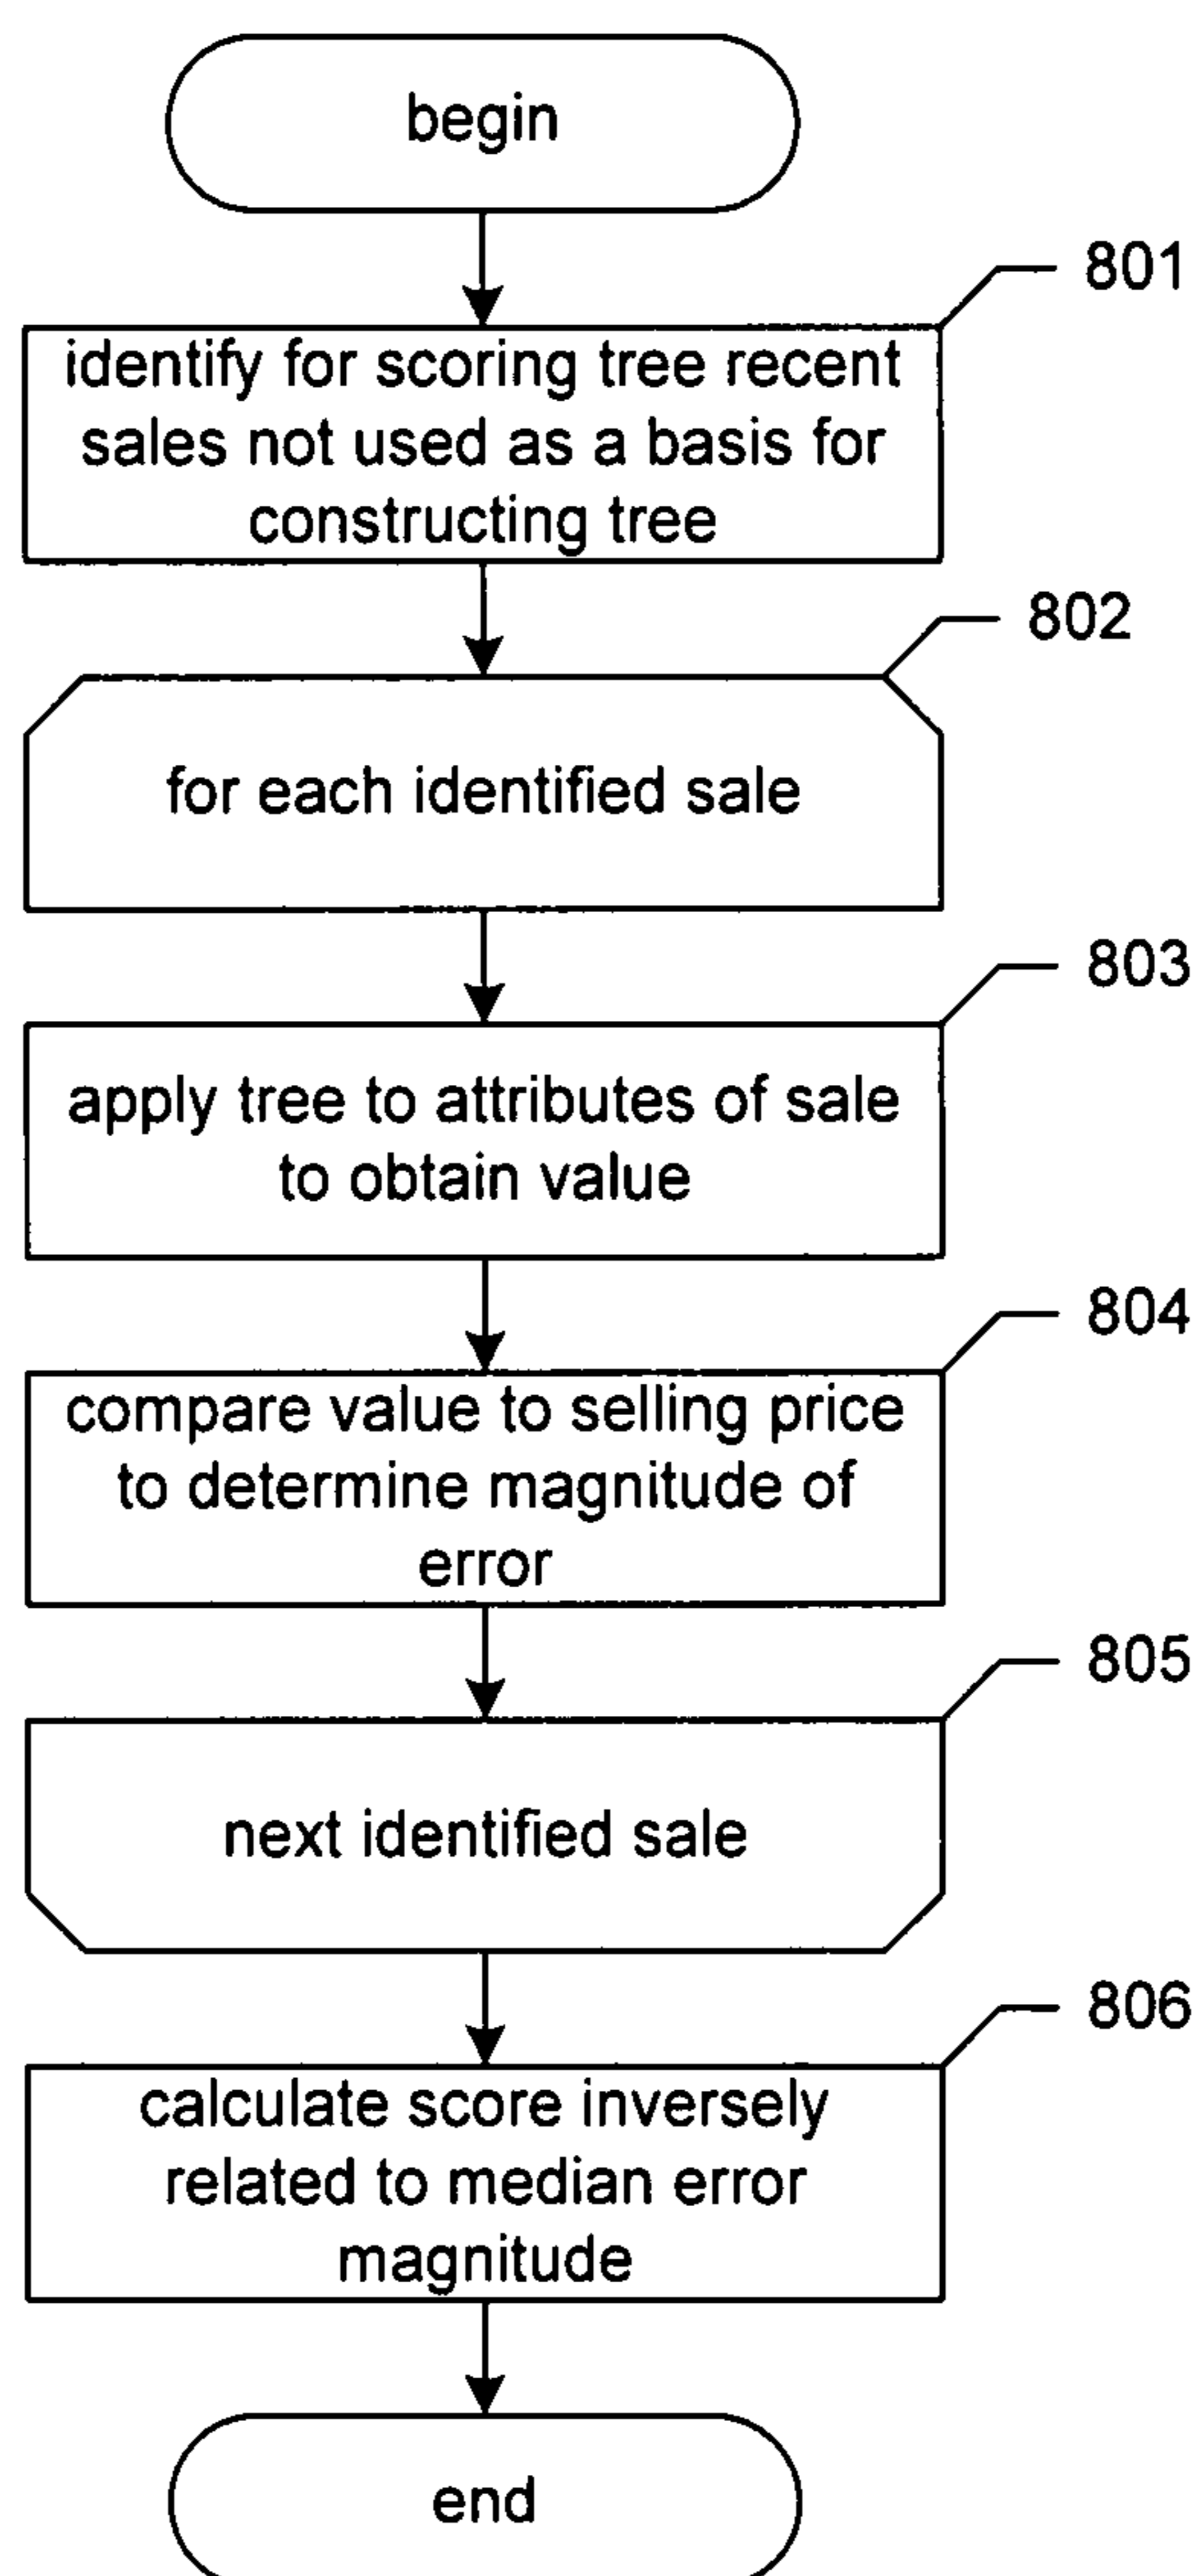 begin
801
identify for scoring tree recent
sales not used as a basis for
constructing tree
802
for each identified sale
803
apply tree to attributes of sale
to obtain value
804
compare value to selling price
to determine magnitude of
error
805
next identified sale
806
calculate score inversely
related to median error
magnitude
end